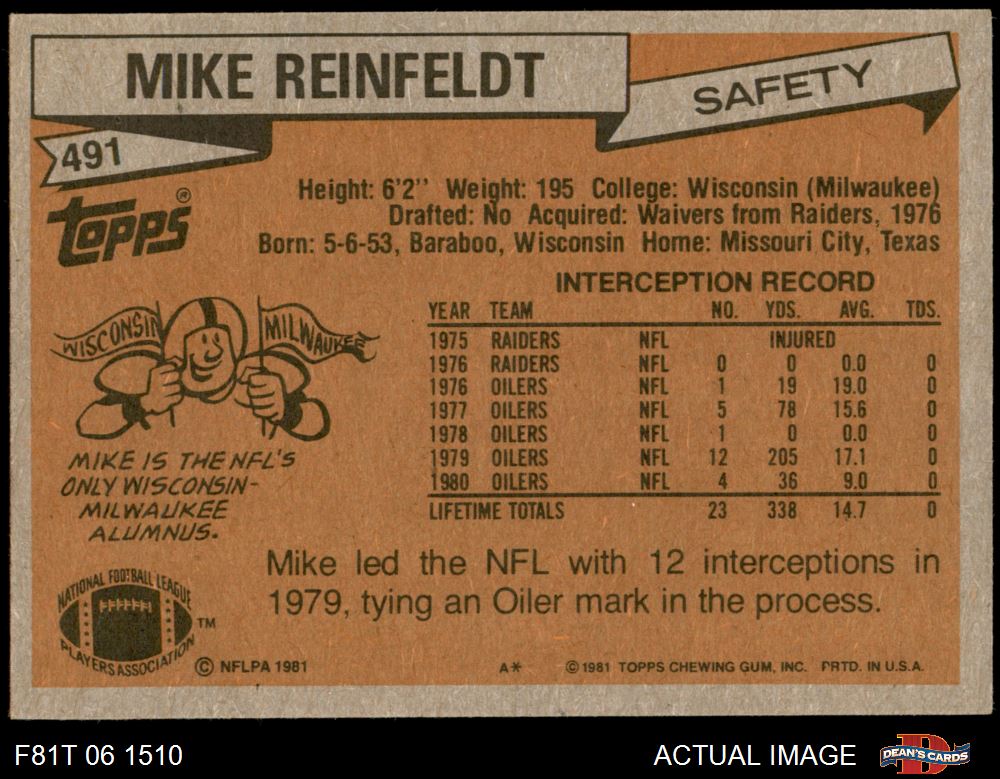 MIKE REINFELDT
SAFETY
491
TOPPS®
Height: 6'2'' Weight: 195 College: Wisconsin (Milwaukee)
Drafted: No Acquired: Waivers from Raiders, 1976
Born: 5-6-53, Baraboo, Wisconsin Home: Missouri City, Texas
INTERCEPTION RECORD
YEAR TEAM NO. YDS. AVG. TDS.
1975 RAIDERS NFL INJURED
1976 RAIDERS NFL 0 0 0.0 0
1976 OILERS NFL 1 19 19.0 0
1977 OILERS NFL 5 78 15.6 0
1978 OILERS NFL 1 0 0.0 0
1979 OILERS NFL 12 205 17.1 0
1980 OILERS NFL 4 36 9.0 0
LIFETIME TOTALS 23 338 14.7 0
WISCONSIN MILWAUKEE
MIKE IS THE NFL'S
ONLY WISCONSIN-
MILWAUKEE
ALUMNUS.
Mike led the NFL with 12 interceptions in
1979, tying an Oiler mark in the process.
NATIONAL FOOTBALL LEAGUE
PLAYERS ASSOCIATION
TM
© NFLPA 1981
A* © 1981 TOPPS CHEWING GUM, INC. PRTD. IN U.S.A.
F81T 06 1510
ACTUAL IMAGE
D
DEAN'S CARDS